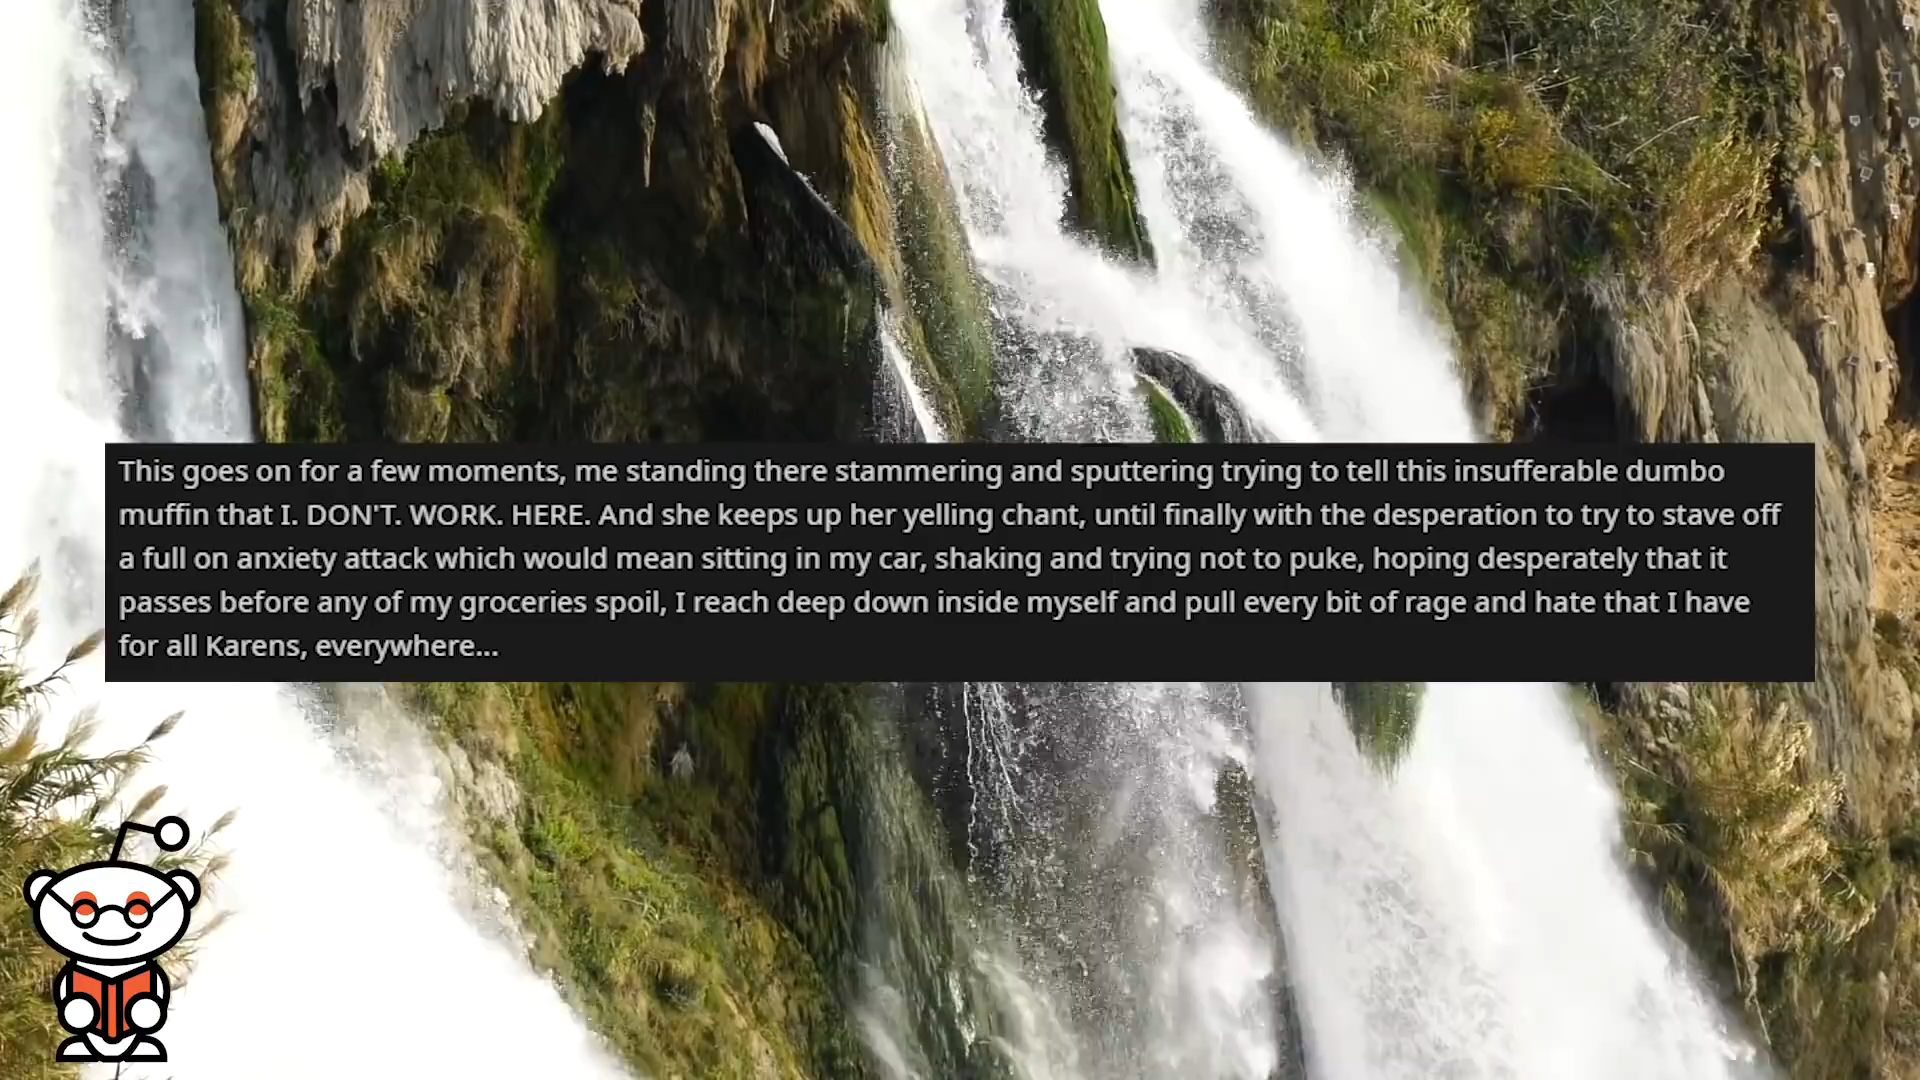 This goes on for a few moments, me standing there stammering and sputtering trying to tell this insufferable dumbo
muffin that I. DON'T. WORK. HERE. And she keeps up her yelling chant, until finally with the desperation to try to stave off
a full on anxiety attack which would mean sitting in my car, shaking and trying not to puke, hoping desperately that it
passes before any of my groceries spoil, I reach deep down inside myself and pull every bit of rage and hate that I have
for all Karens, everywhere...